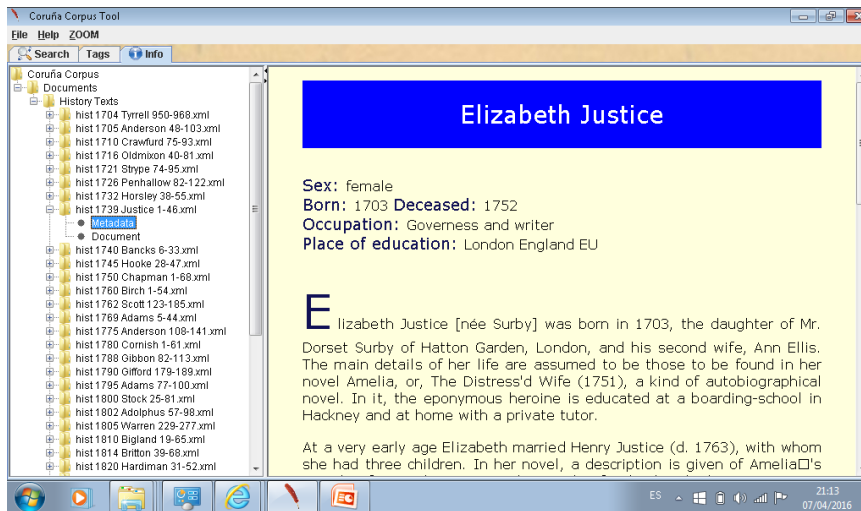 Coruña Corpus Tool
File Help ZOOM
Search Tags Info
Coruña Corpus
Documents
History Texts
hist 1704 Tyrrell 950-968.xml
hist 1705 Anderson 48-103.xml
hist 1710 Crawfurd 75-93.xml
hist 1716 Oldmixon 40-81.xml
hist 1721 Strype 74-95.xml
hist 1726 Penhallow 82-122.xml
hist 1732 Horsley 38-55.xml
hist 1739 Justice 1-46.xml
Metadata
Document
hist 1740 Bancks 6-33.xml
hist 1745 Hooke 28-47.xml
hist 1750 Chapman 1-68.xml
hist 1760 Birch 1-54.xml
hist 1762 Scott 123-185.xml
hist 1769 Adams 5-44.xml
hist 1775 Anderson 108-141.xml
hist 1780 Cornish 1-61.xml
hist 1788 Gibbon 82-113.xml
hist 1790 Gifford 179-189.xml
hist 1795 Adams 77-100.xml
hist 1800 Stock 25-81.xml
hist 1802 Adolphus 57-98.xml
hist 1805 Warren 229-277.xml
hist 1810 Bigland 19-65.xml
hist 1814 Britton 39-68.xml
hist 1820 Hardiman 31-52.xml
Elizabeth Justice
Sex: female
Born: 1703 Deceased: 1752
Occupation: Governess and writer
Place of education: London England EU
Elizabeth Justice [née Surby] was born in 1703, the daughter of Mr.
Dorset Surby of Hatton Garden, London, and his second wife, Ann Ellis.
The main details of her life are assumed to be those to be found in her
novel Amelia, or, The Distress'd Wife (1751), a kind of autobiographical
novel. In it, the eponymous heroine is educated at a boarding-school in
Hackney and at home with a private tutor.
At a very early age Elizabeth married Henry Justice (d. 1763), with whom
she had three children. In her novel, a description is given of Amelia□'s
ES
21:13
07/04/2016